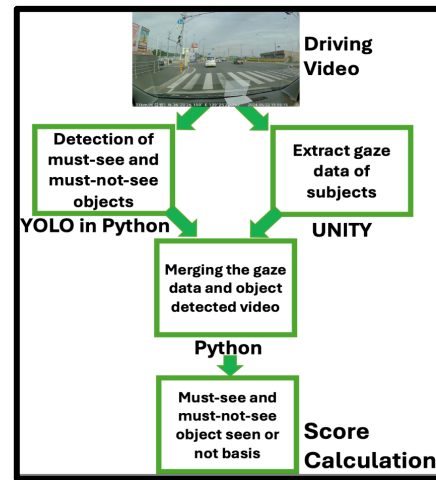 Driving
Video
Detection of
must-see and
must-not-see
objects
Extract gaze
data of
subjects
YOLO in Python
UNITY
Merging the gaze
data and object
detected video
Python
Must-see and
must-not-see
object seen or
not basis
Score
Calculation